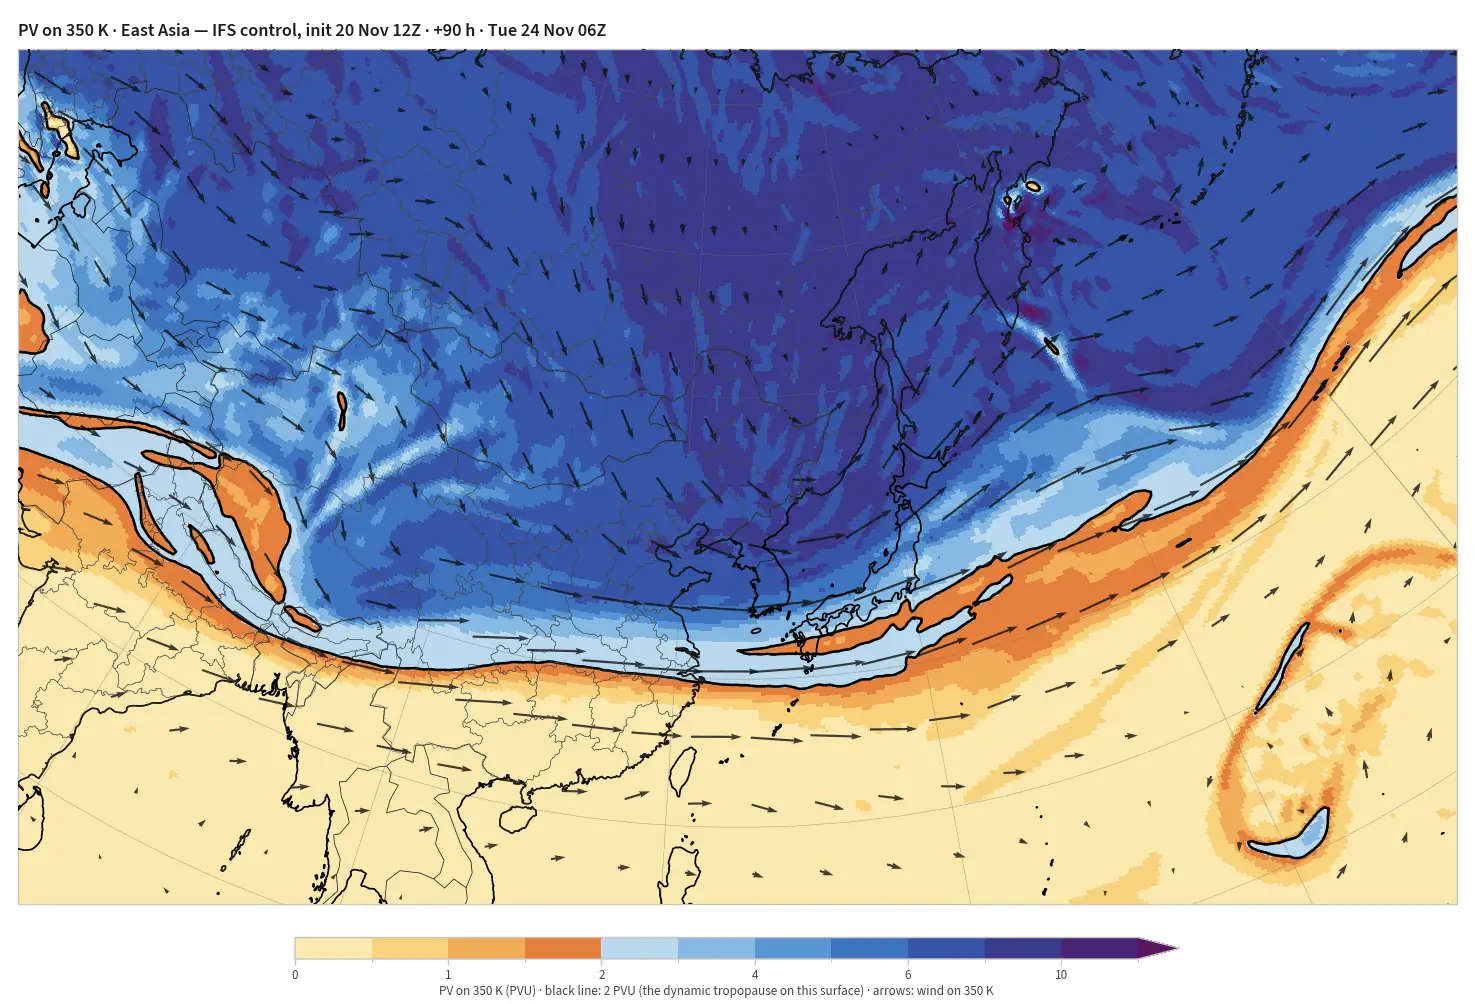 PV on 350 K · East Asia — IFS control, init 20 Nov 12Z · +90 h · Tue 24 Nov 06Z
0 1 2 4 6 10
PV on 350 K (PVU) · black line: 2 PVU (the dynamic tropopause on this surface) · arrows: wind on 350 K